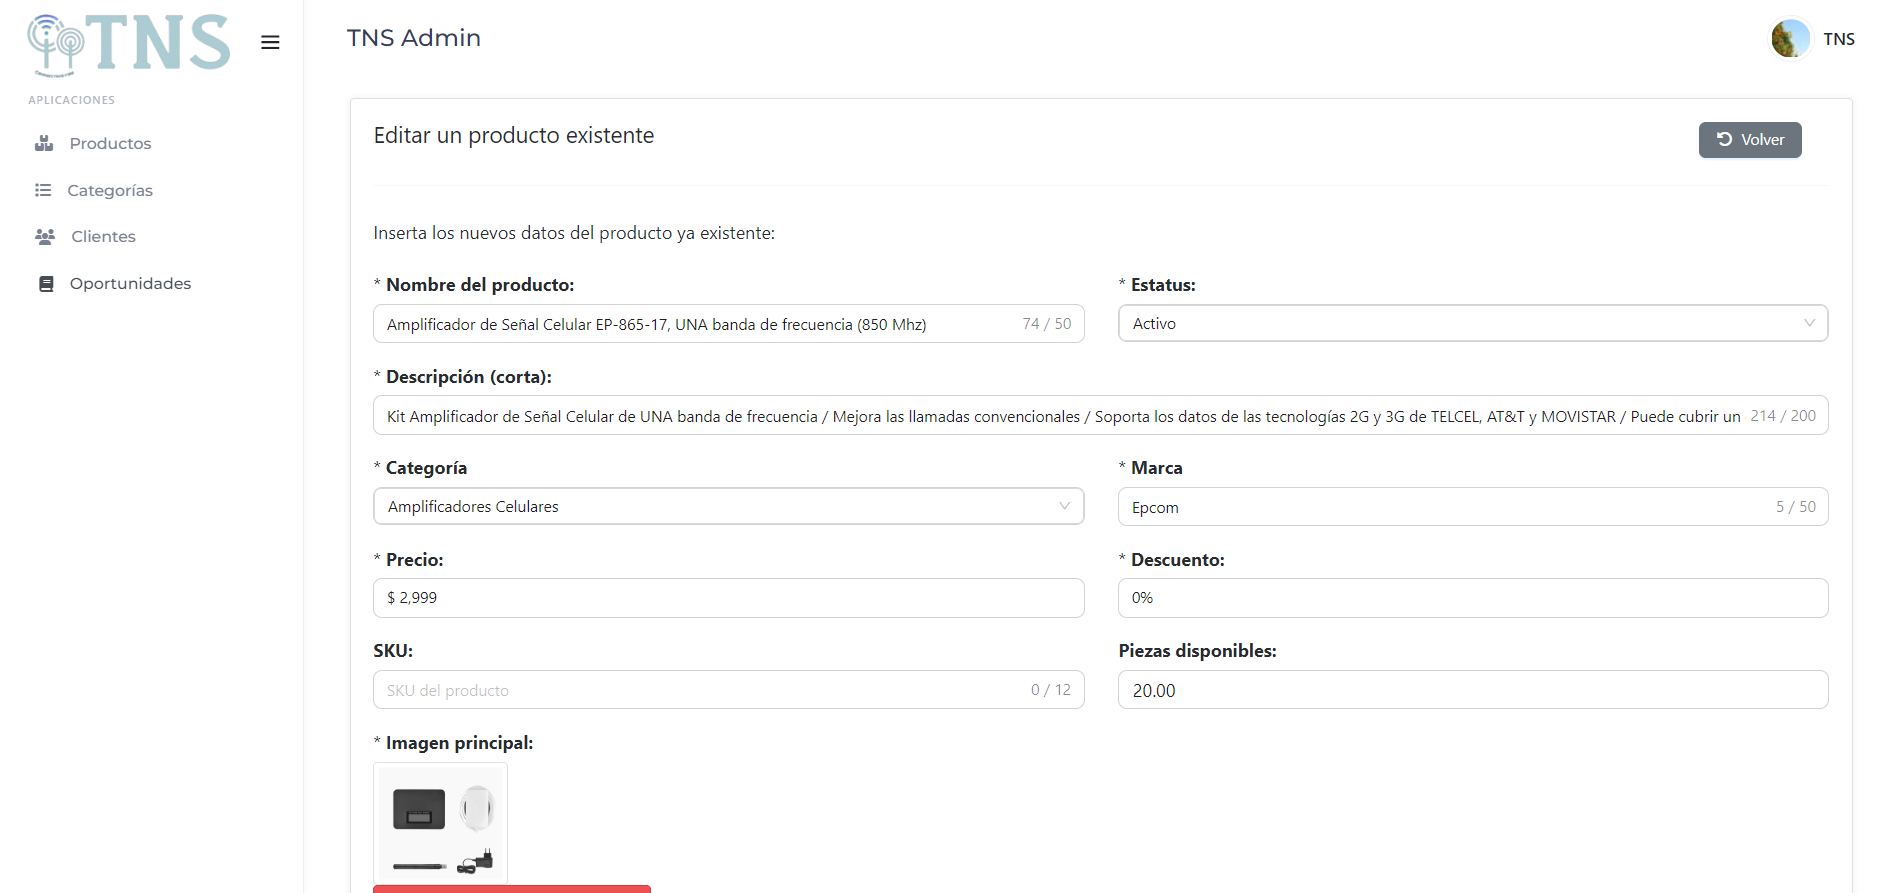 TNS
TNS Admin
TNS
APLICACIONES
Productos
Categorías
Clientes
Oportunidades
Editar un producto existente
Volver
Inserta los nuevos datos del producto ya existente:
* Nombre del producto:
Amplificador de Señal Celular EP-865-17, UNA banda de frecuencia (850 Mhz) 74 / 50
* Estatus:
Activo
* Descripción (corta):
Kit Amplificador de Señal Celular de UNA banda de frecuencia / Mejora las llamadas convencionales / Soporta los datos de las tecnologías 2G y 3G de TELCEL, AT&T y MOVISTAR / Puede cubrir un 214 / 200
* Categoría
Amplificadores Celulares
* Marca
Epcom 5 / 50
* Precio:
$ 2,999
* Descuento:
0%
SKU:
SKU del producto 0 / 12
Piezas disponibles:
20.00
* Imagen principal: